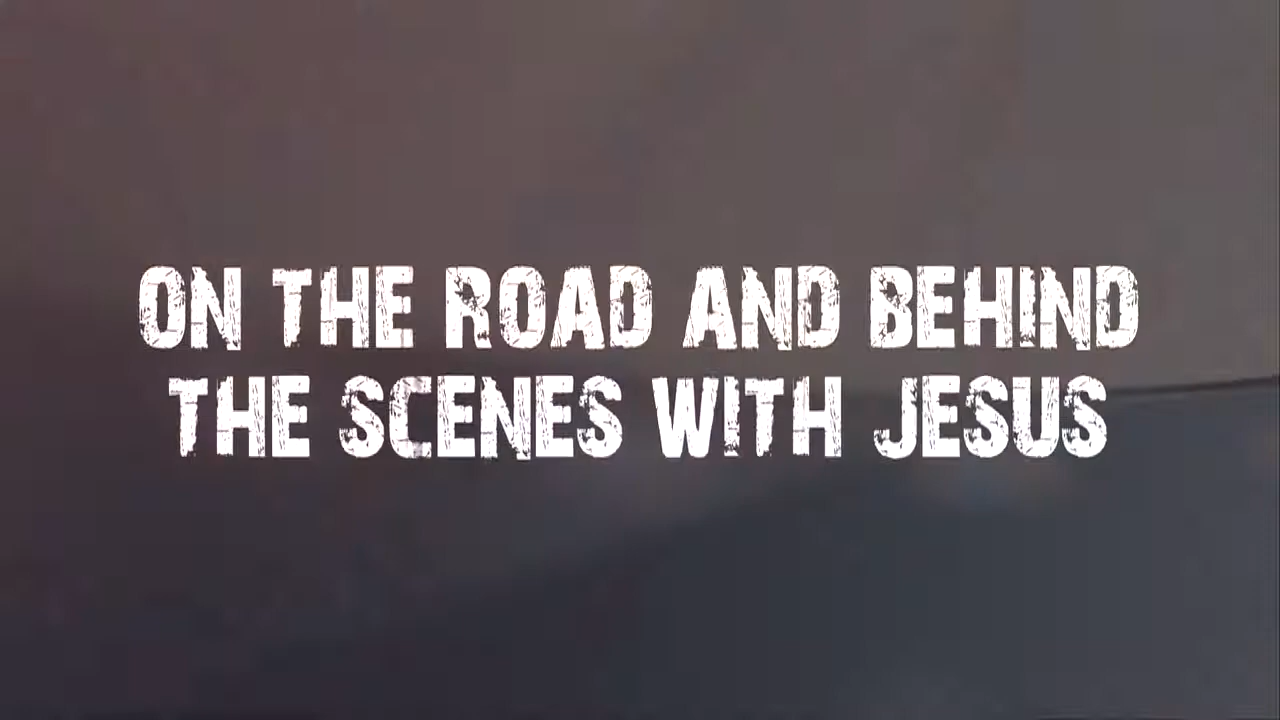 ON THE ROAD AND BEHIND
THE SCENES WITH JESUS